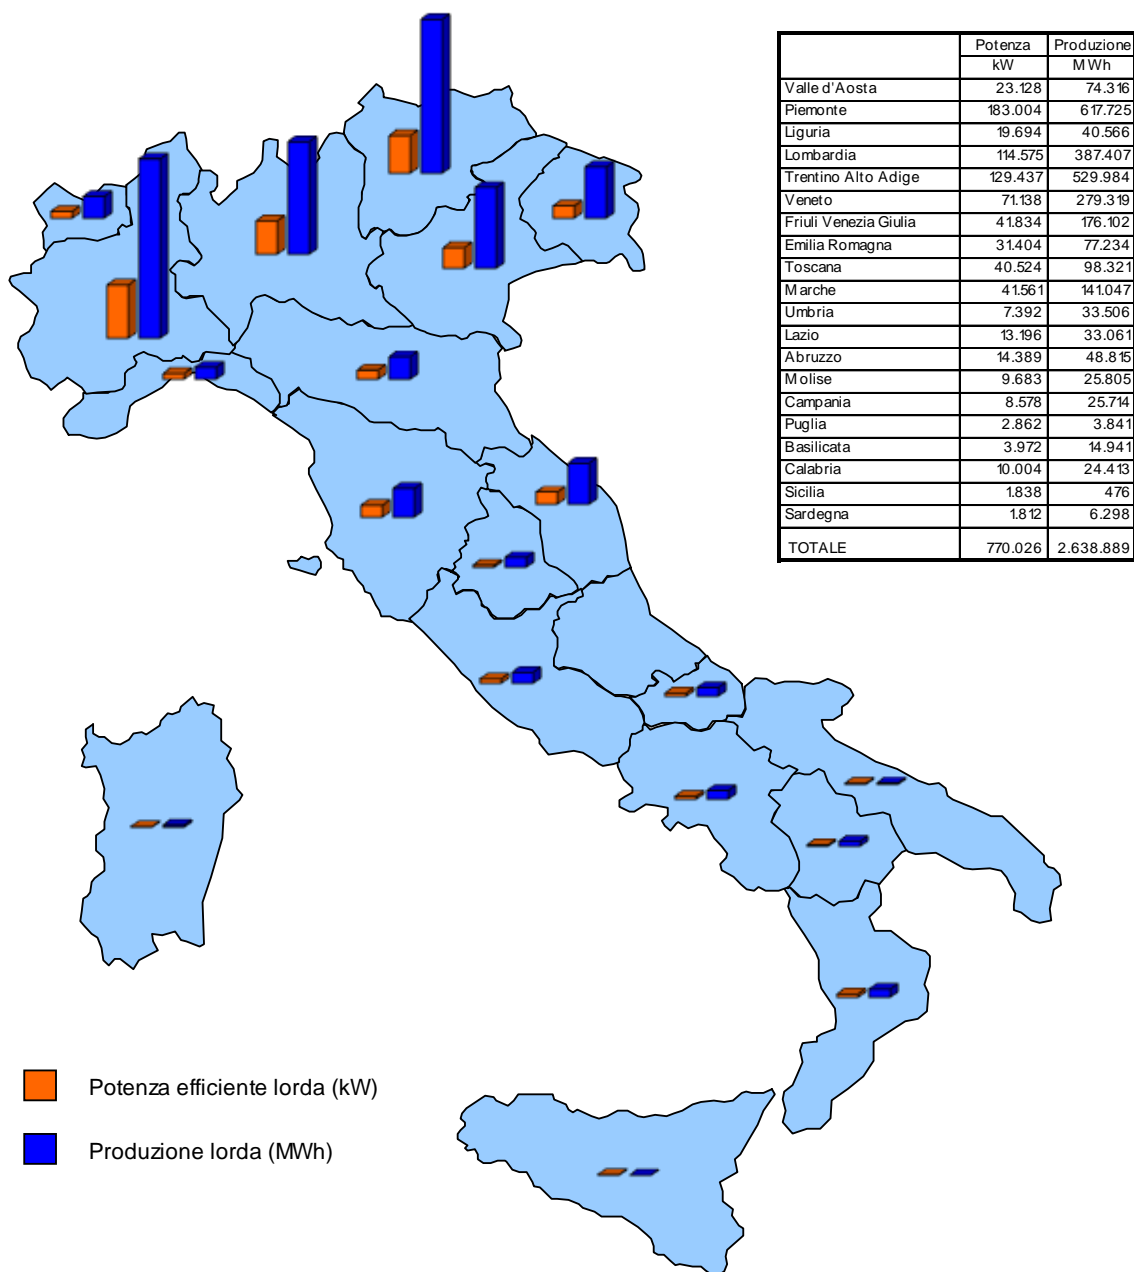 Potenza Produzione
kW MWh
Valle d'Aosta 23.128 74.316
Piemonte 183.004 617.725
Liguria 19.694 40.566
Lombardia 114.575 387.407
Trentino Alto Adige 129.437 529.984
Veneto 71.138 279.319
Friuli Venezia Giulia 41.834 176.102
Emilia Romagna 31.404 77.234
Toscana 40.524 98.321
Marche 41.561 141.047
Umbria 7.392 33.506
Lazio 13.196 33.061
Abruzzo 14.389 48.815
Molise 9.683 25.805
Campania 8.578 25.714
Puglia 2.862 3.841
Basilicata 3.972 14.941
Calabria 10.004 24.413
Sicilia 1.838 476
Sardegna 1.812 6.298
TOTALE 770.026 2.638.889
Potenza efficiente lorda (kW)
Produzione lorda (MWh)